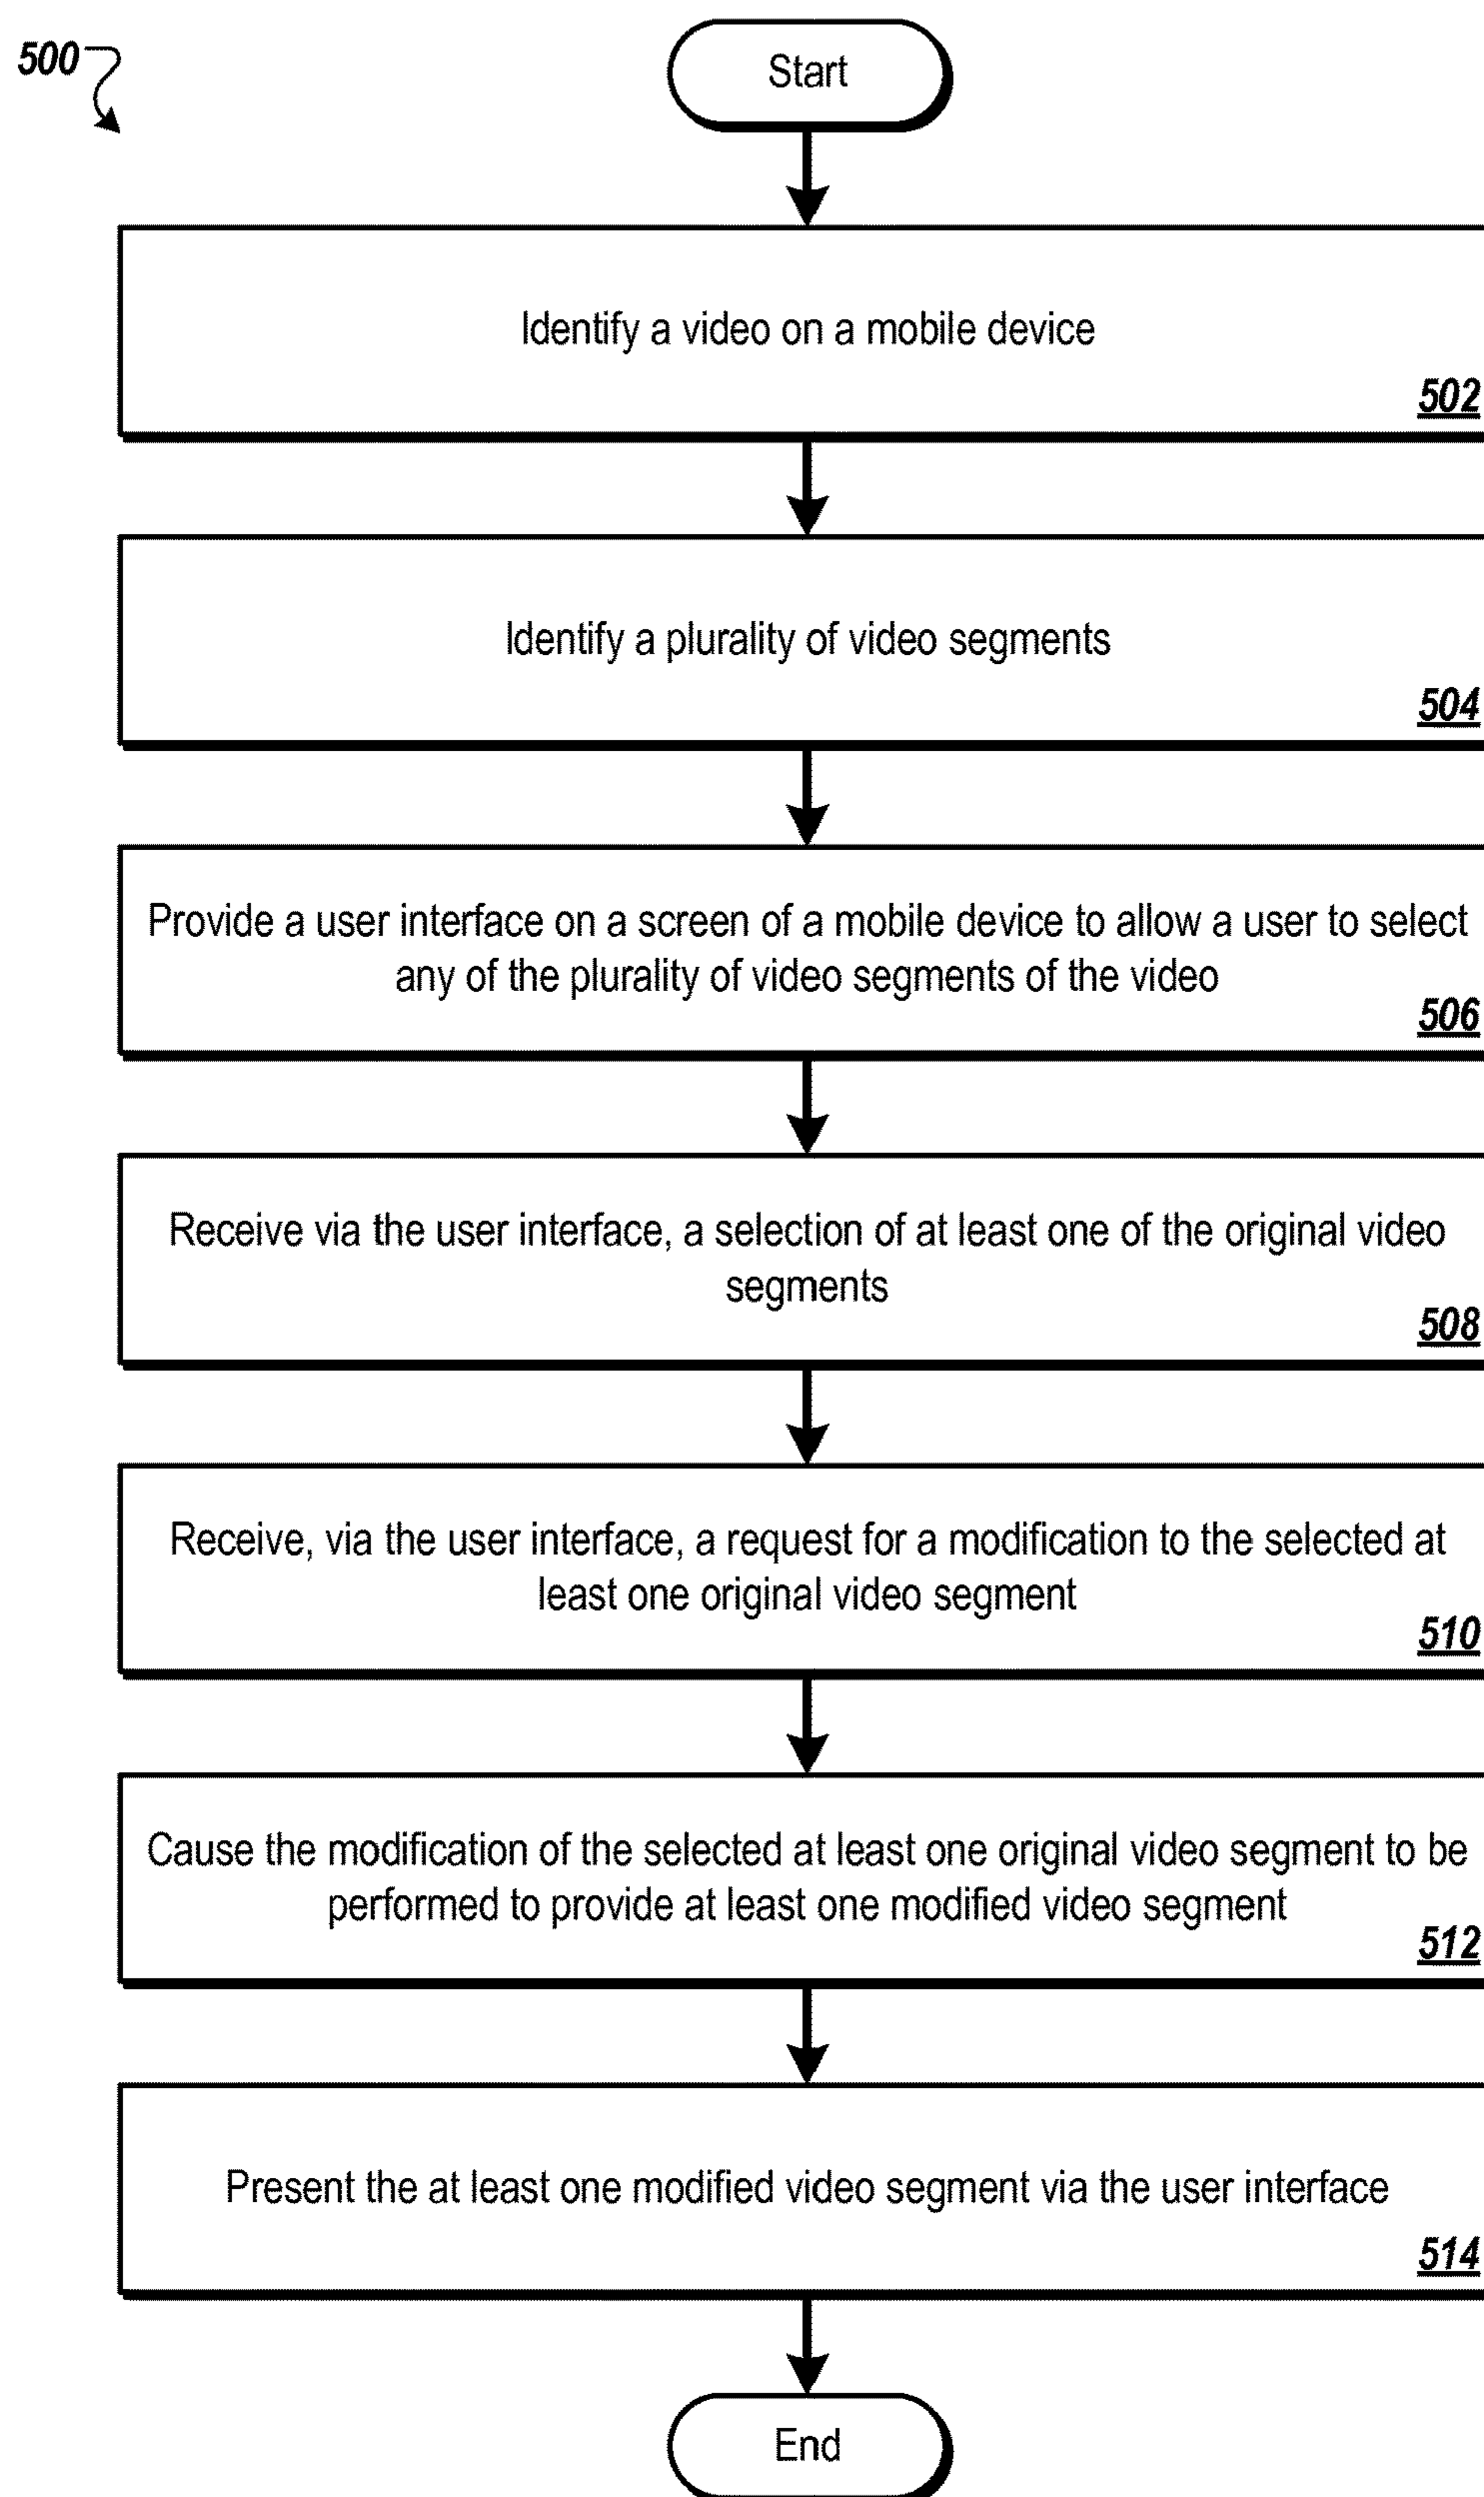 500
Start
Identify a video on a mobile device
502
Identify a plurality of video segments
504
Provide a user interface on a screen of a mobile device to allow a user to select
any of the plurality of video segments of the video
506
Receive via the user interface, a selection of at least one of the original video
segments
508
Receive, via the user interface, a request for a modification to the selected at
least one original video segment
510
Cause the modification of the selected at least one original video segment to be
performed to provide at least one modified video segment
512
Present the at least one modified video segment via the user interface
514
End